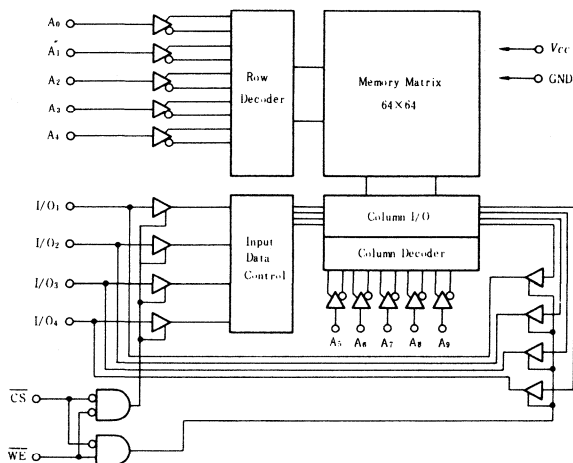 A0
A1
A2
A3
A4
Row
Decoder
Memory Matrix
64×64
Vcc
GND
I/O1
I/O2
I/O3
I/O4
Input
Data
Control
Column I/O
Column Decoder
A5 A6 A7 A8 A9
CS
WE